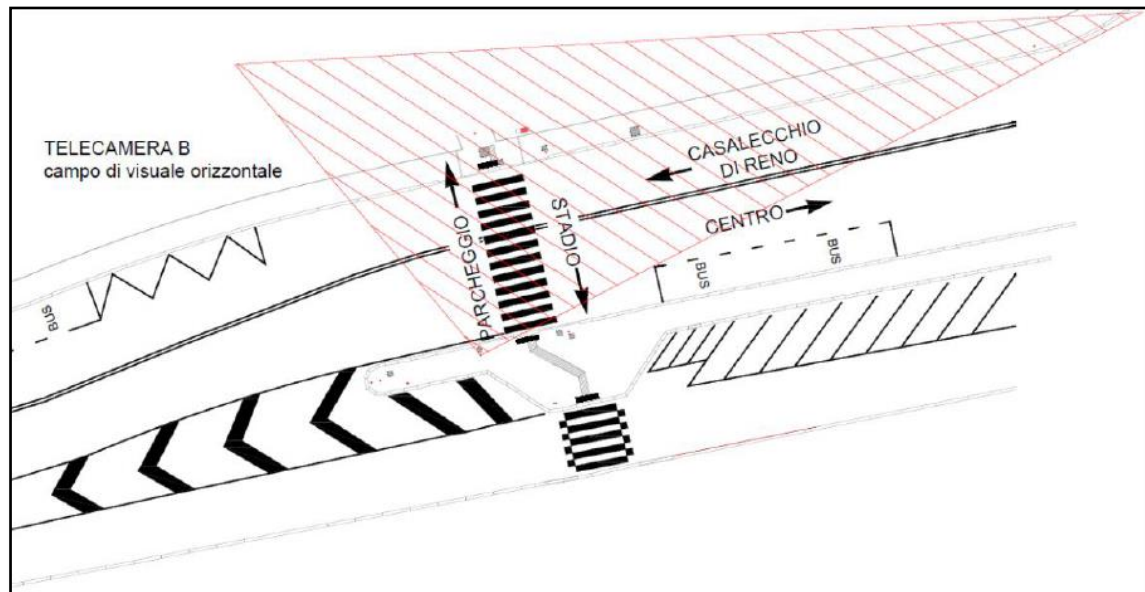 TELECAMERA B
campo di visuale orizzontale
CASALECCHIO
DI RENO
CENTRO
STADIO
PARCHEGGIO
BUS
BUS
BUS